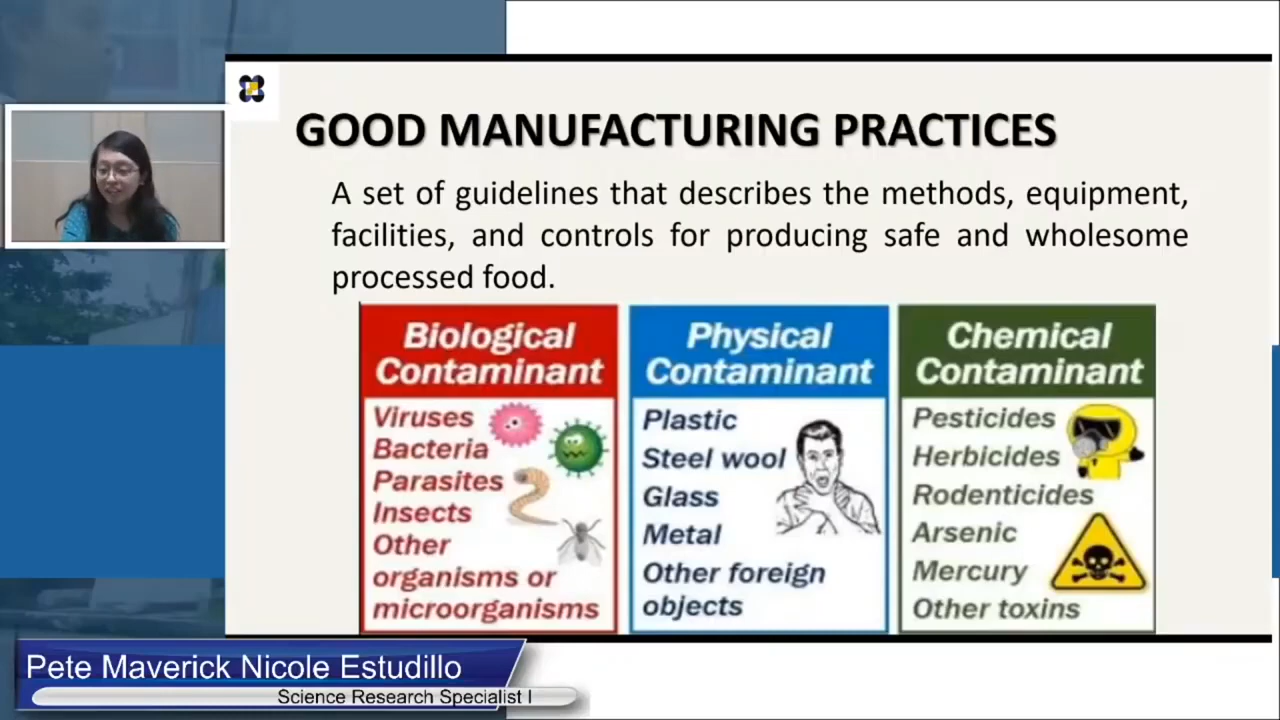 GOOD MANUFACTURING PRACTICES
A set of guidelines that describes the methods, equipment,
facilities, and controls for producing safe and wholesome
processed food.
Biological
Contaminant
Viruses
Bacteria
Parasites
Insects
Other
organisms or
microorganisms
Physical
Contaminant
Plastic
Steel wool
Glass
Metal
Other foreign
objects
Chemical
Contaminant
Pesticides
Herbicides
Rodenticides
Arsenic
Mercury
Other toxins
Pete Maverick Nicole Estudillo
Science Research Specialist I